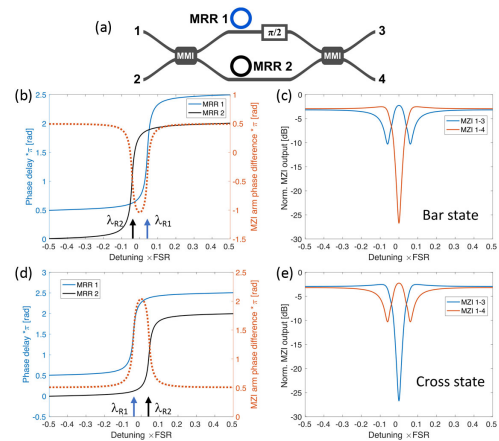 (a)
MRR 1
1
π/2
3
MMI
MMI
MRR 2
2
4
(b)
Phase delay *π [rad]
2.5
2
1.5
1
0.5
0
MRR 1
MRR 2
λ-R2
λ-R1
1
0.5
0
-0.5
-1
-1.5
MZI arm phase difference * π [rad]
-0.5 -0.4 -0.3 -0.2 -0.1 0 0.1 0.2 0.3 0.4 0.5
Detuning ×FSR
(c)
Norm. MZI output [dB]
0
-5
-10
-15
-20
-25
-30
MZI 1-3
MZI 1-4
Bar state
-0.5 -0.4 -0.3 -0.2 -0.1 0 0.1 0.2 0.3 0.4 0.5
Detuning ×FSR
(d)
Phase delay *π [rad]
3
2.5
2
1.5
1
0.5
0
-0.5
MRR 1
MRR 2
λ-R1
λ-R2
2.5
2
1.5
1
0.5
0
MZI arm phase difference * π [rad]
-0.5 -0.4 -0.3 -0.2 -0.1 0 0.1 0.2 0.3 0.4 0.5
Detuning ×FSR
(e)
Norm. MZI output [dB]
0
-5
-10
-15
-20
-25
-30
MZI 1-3
MZI 1-4
Cross state
-0.5 -0.4 -0.3 -0.2 -0.1 0 0.1 0.2 0.3 0.4 0.5
Detuning ×FSR